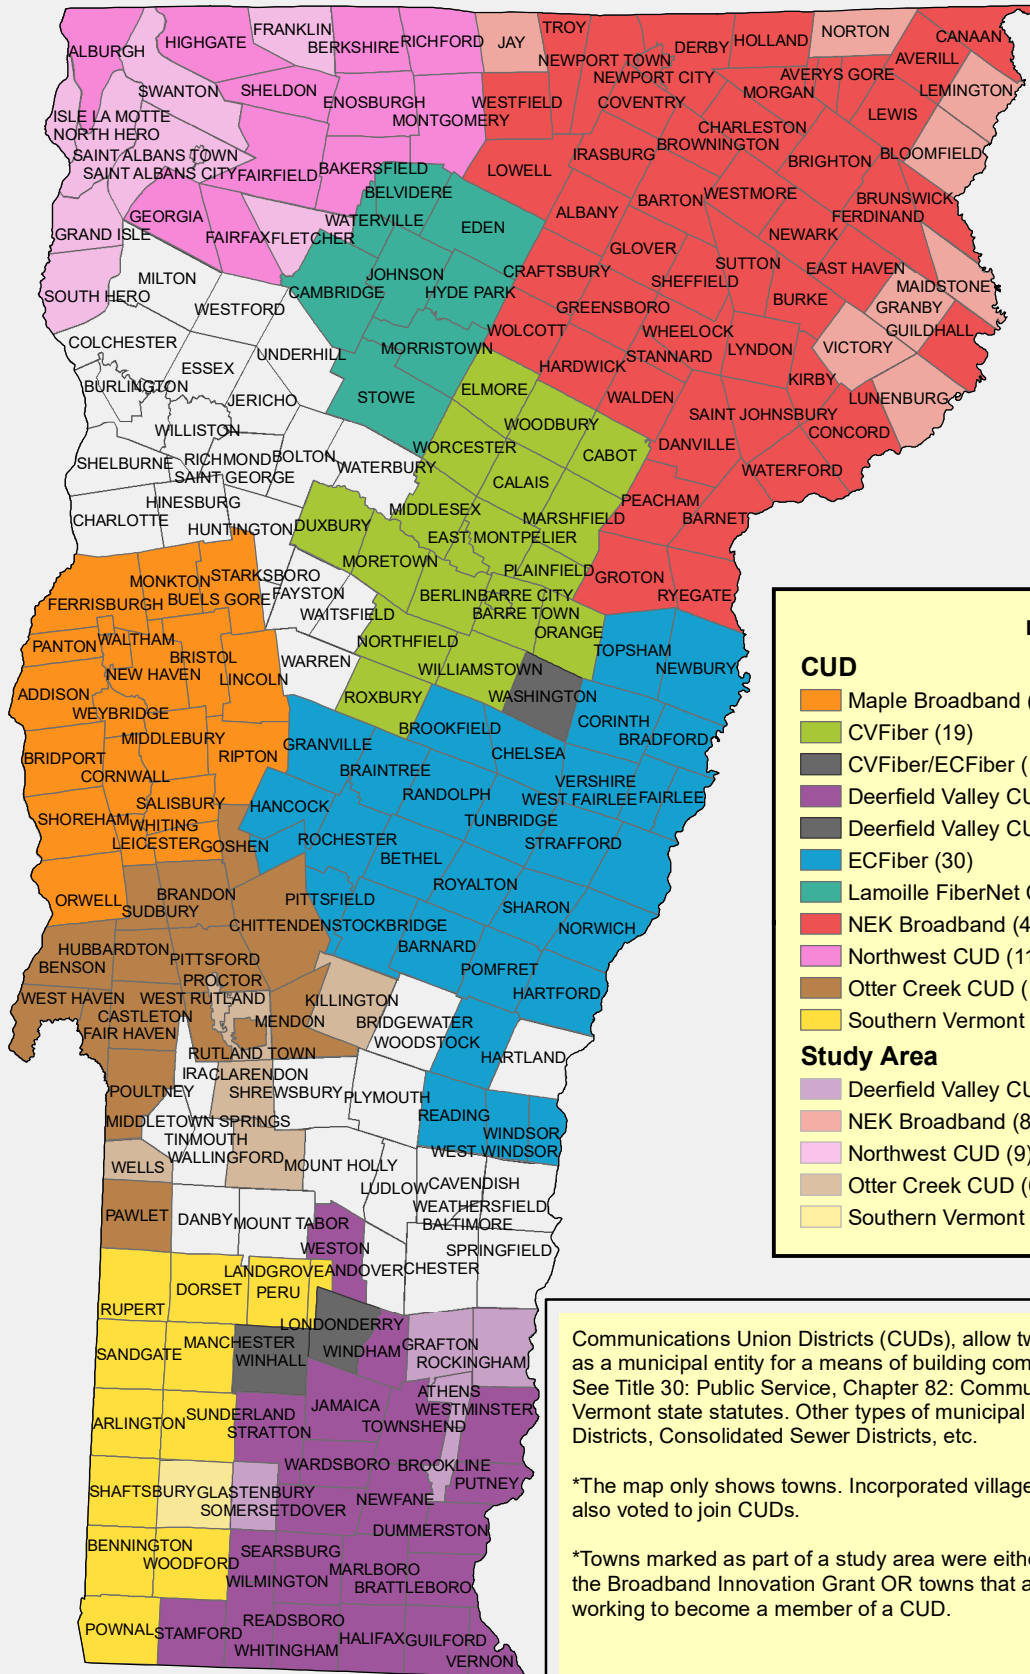 ALBURGH
HIGHGATE
FRANKLIN
BERKSHIRE
RICHFORD
JAY
TROY
NEWPORT TOWN
NEWPORT CITY
DERBY
HOLLAND
NORTON
CANAAN
AVERILL
AVERYS GORE
MORGAN
LEMINGTON
LEWIS
SWANTON
SHELDON
ENOSBURGH
MONTGOMERY
WESTFIELD
COVENTRY
CHARLESTON
BROWNINGTON
ISLE LA MOTTE
NORTH HERO
SAINT ALBANS TOWN
SAINT ALBANS CITY
FAIRFIELD
BAKERSFIELD
BELVIDERE
LOWELL
IRASBURG
BRIGHTON
BLOOMFIELD
BARTON
WESTMORE
BRUNSWICK
FERDINAND
GEORGIA
GRAND ISLE
FAIRFAX
FLETCHER
WATERVILLE
EDEN
ALBANY
NEWARK
GLOVER
SUTTON
SHEFFIELD
EAST HAVEN
MAIDSTONE
GRANBY
GUILDHALL
MILTON
SOUTH HERO
WESTFORD
CAMBRIDGE
JOHNSON
HYDE PARK
CRAFTSBURY
GREENSBORO
BURKE
WOLCOTT
WHEELOCK
STANNARD
LYNDON
VICTORY
COLCHESTER
ESSEX
UNDERHILL
MORRISTOWN
HARDWICK
KIRBY
LUNENBURG
BURLINGTON
JERICHO
STOWE
ELMORE
WALDEN
SAINT JOHNSBURY
CONCORD
WOODBURY
WILLISTON
DANVILLE
WORCESTER
CABOT
SHELBURNE
RICHMOND
BOLTON
SAINT GEORGE
WATERBURY
WATERFORD
CALAIS
HINESBURG
CHARLOTTE
HUNTINGTON
DUXBURY
MIDDLESEX
MARSHFIELD
PEACHAM
BARNET
EAST MONTPELIER
MORETOWN
PLAINFIELD
GROTON
RYEGATE
MONKTON
STARKSBORO
BUELS GORE
FAYSTON
FERRISBURGH
WAITSFIELD
BERLIN
BARRE CITY
BARRE TOWN
ORANGE
PANTON
WALTHAM
BRISTOL
NEW HAVEN
LINCOLN
WARREN
NORTHFIELD
WILLIAMSTOWN
TOPSHAM
NEWBURY
ADDISON
WEYBRIDGE
ROXBURY
WASHINGTON
BROOKFIELD
CORINTH
BRADFORD
MIDDLEBURY
BRIDPORT
CORNWALL
RIPTON
GRANVILLE
BRAINTREE
CHELSEA
VERSHIRE
WEST FAIRLEE
FAIRLEE
RANDOLPH
SALISBURY
HANCOCK
SHOREHAM
WHITING
LEICESTER
GOSHEN
ROCHESTER
TUNBRIDGE
STRAFFORD
BETHEL
ORWELL
BRANDON
SUDBURY
PITTSFIELD
ROYALTON
SHARON
CHITTENDEN
STOCKBRIDGE
NORWICH
HUBBARDTON
BENSON
PITTSFORD
BARNARD
POMFRET
PROCTOR
HARTFORD
WEST HAVEN
WEST RUTLAND
CASTLETON
FAIR HAVEN
MENDON
KILLINGTON
BRIDGEWATER
WOODSTOCK
RUTLAND TOWN
HARTLAND
IRA
CLARENDON
SHREWSBURY
PLYMOUTH
POULTNEY
READING
WINDSOR
WEST WINDSOR
MIDDLETOWN SPRINGS
TINMOUTH
WALLINGFORD
WELLS
MOUNT HOLLY
LUDLOW
CAVENDISH
WEATHERSFIELD
BALTIMORE
PAWLET
DANBY
MOUNT TABOR
WESTON
SPRINGFIELD
LANDGROVE
ANDOVER
CHESTER
DORSET
PERU
RUPERT
LONDONDERRY
SANDGATE
MANCHESTER
WINHALL
WINDHAM
GRAFTON
ROCKINGHAM
ATHENS
WESTMINSTER
JAMAICA
TOWNSHEND
ARLINGTON
SUNDERLAND
STRATTON
WARDSBORO
BROOKLINE
PUTNEY
SHAFTSBURY
GLASTENBURY
SOMERSET
DOVER
NEWFANE
DUMMERSTON
BENNINGTON
WOODFORD
SEARSBURG
WILMINGTON
MARLBORO
BRATTLEBORO
POWNAL
STAMFORD
READSBORO
WHITINGHAM
HALIFAX
GUILFORD
VERNON
CUD
Maple Broadband (
CVFiber (19)
CVFiber/ECFiber (
Deerfield Valley CU
Deerfield Valley CU
ECFiber (30)
Lamoille FiberNet
NEK Broadband (4
Northwest CUD (11
Otter Creek CUD (
Southern Vermont
Study Area
Deerfield Valley CU
NEK Broadband (8
Northwest CUD (9)
Otter Creek CUD (
Southern Vermont
Communications Union Districts (CUDs), allow tw
as a municipal entity for a means of building com
See Title 30: Public Service, Chapter 82: Commu
Vermont state statutes. Other types of municipal
Districts, Consolidated Sewer Districts, etc.
*The map only shows towns. Incorporated village
also voted to join CUDs.
*Towns marked as part of a study area were eithe
the Broadband Innovation Grant OR towns that a
working to become a member of a CUD.